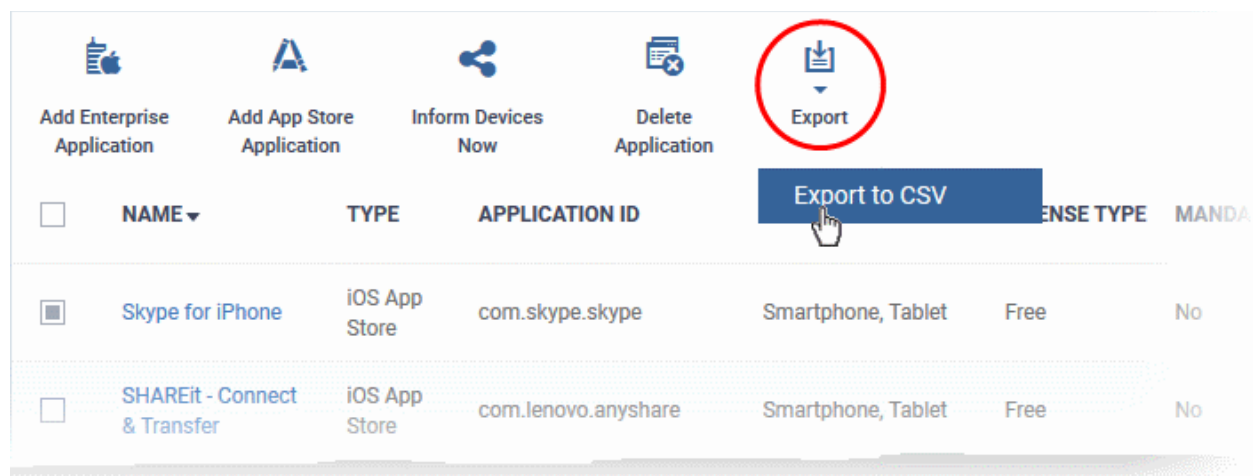 Add Enterprise Application
Add App Store Application
Inform Devices Now
Delete Application
Export
Export to CSV
NAME TYPE APPLICATION ID ENSE TYPE MANDA
Skype for iPhone iOS App Store com.skype.skype Smartphone, Tablet Free No
SHAREit - Connect & Transfer iOS App Store com.lenovo.anyshare Smartphone, Tablet Free No